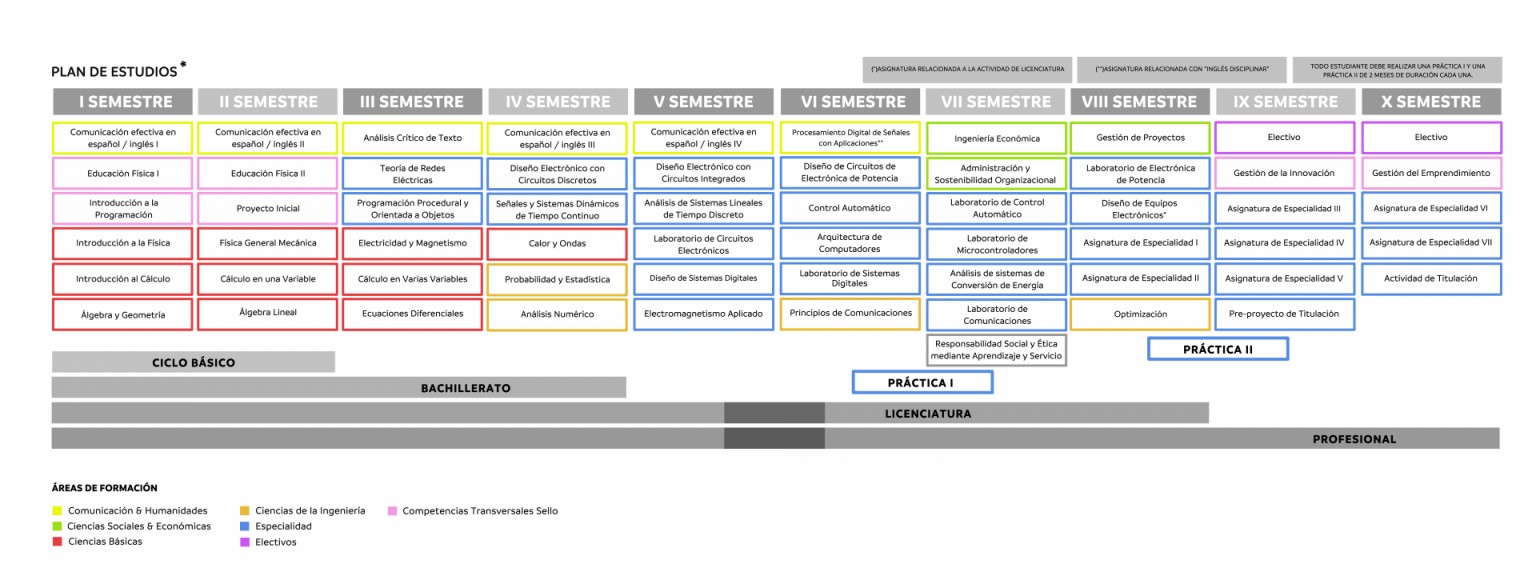 PLAN DE ESTUDIOS*
(*)ASIGNATURA RELACIONADA A LA ACTIVIDAD DE LICENCIATURA
(**)ASIGNATURA RELACIONADA CON "INGLÉS DISCIPLINAR"
TODO ESTUDIANTE DEBE REALIZAR UNA PRÁCTICA I Y UNA
PRÁCTICA II DE 2 MESES DE DURACIÓN CADA UNA.
I SEMESTRE
Comunicación efectiva en
español / inglés I
Educación Física I
Introducción a la
Programación
Introducción a la Física
Introducción al Cálculo
Álgebra y Geometría
II SEMESTRE
Comunicación efectiva en
español / inglés II
Educación Física II
Proyecto Inicial
Física General Mecánica
Cálculo en una Variable
Álgebra Lineal
III SEMESTRE
Análisis Crítico de Texto
Teoría de Redes
Eléctricas
Programación Procedural y
Orientada a Objetos
Electricidad y Magnetismo
Cálculo en Varias Variables
Ecuaciones Diferenciales
IV SEMESTRE
Comunicación efectiva en
español / inglés III
Diseño Electrónico con
Circuitos Discretos
Señales y Sistemas Dinámicos
de Tiempo Continuo
Calor y Ondas
Probabilidad y Estadística
Análisis Numérico
V SEMESTRE
Comunicación efectiva en
español / inglés IV
Diseño Electrónico con
Circuitos Integrados
Análisis de Sistemas Lineales
de Tiempo Discreto
Laboratorio de Circuitos
Electrónicos
Diseño de Sistemas Digitales
Electromagnetismo Aplicado
VI SEMESTRE
Procesamiento Digital de Señales
con Aplicaciones**
Diseño de Circuitos de
Electrónica de Potencia
Control Automático
Arquitectura de
Computadores
Laboratorio de Sistemas
Digitales
Principios de Comunicaciones
VII SEMESTRE
Ingeniería Económica
Administración y
Sostenibilidad Organizacional
Laboratorio de Control
Automático
Laboratorio de
Microcontroladores
Análisis de sistemas de
Conversión de Energía
Laboratorio de
Comunicaciones
Responsabilidad Social y Ética
mediante Aprendizaje y Servicio
VIII SEMESTRE
Gestión de Proyectos
Laboratorio de Electrónica
de Potencia
Diseño de Equipos
Electrónicos*
Asignatura de Especialidad I
Asignatura de Especialidad II
Optimización
IX SEMESTRE
Electivo
Gestión de la Innovación
Asignatura de Especialidad III
Asignatura de Especialidad IV
Asignatura de Especialidad V
Pre-proyecto de Titulación
X SEMESTRE
Electivo
Gestión del Emprendimiento
Asignatura de Especialidad VI
Asignatura de Especialidad VII
Actividad de Titulación
PRÁCTICA II
CICLO BÁSICO
PRÁCTICA I
BACHILLERATO
LICENCIATURA
PROFESIONAL
ÁREAS DE FORMACIÓN
Comunicación & Humanidades
Ciencias Sociales & Económicas
Ciencias Básicas
Ciencias de la Ingeniería
Especialidad
Electivos
Competencias Transversales Sello